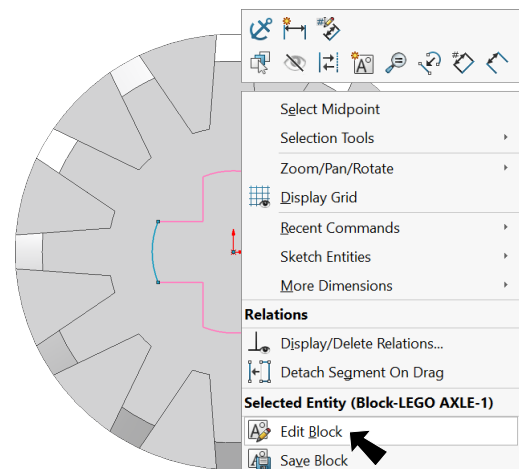 Select Midpoint
Selection Tools
Zoom/Pan/Rotate
Display Grid
Recent Commands
Sketch Entities
More Dimensions
Relations
Display/Delete Relations...
Detach Segment On Drag
Selected Entity (Block-LEGO AXLE-1)
Edit Block
Save Block